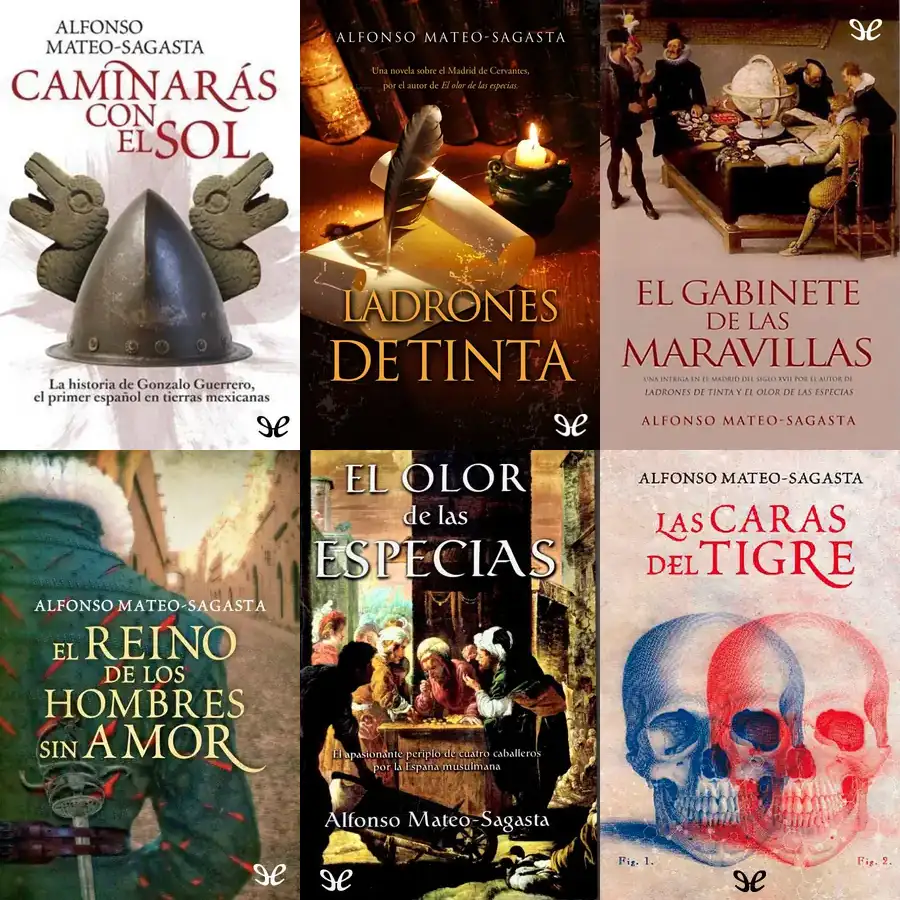 ALFONSO
MATEO-SAGASTA
CAMINARÁS
CON
EL SOL
La historia de Gonzalo Guerrero,
el primer español en tierras mexicanas
ALFONSO MATEO-SAGASTA
Una novela sobre el Madrid de Cervantes,
por el autor de El olor de las especias.
LADRONES
DE TINTA
EL GABINETE
DE LAS
MARAVILLAS
UNA INTRIGA EN EL MADRID DEL SIGLO XVII POR EL AUTOR DE
LADRONES DE TINTA Y EL OLOR DE LAS ESPECIAS
ALFONSO MATEO-SAGASTA
ALFONSO MATEO-SAGASTA
EL REINO
DE LOS
HOMBRES
SIN AMOR
EL OLOR
de las
ESPECIAS
El apasionante periplo de cuatro caballeros
por la España musulmana
Alfonso Mateo-Sagasta
ALFONSO MATEO-SAGASTA
LAS CARAS
DEL TIGRE
Fig. 1.
Fig. 2.